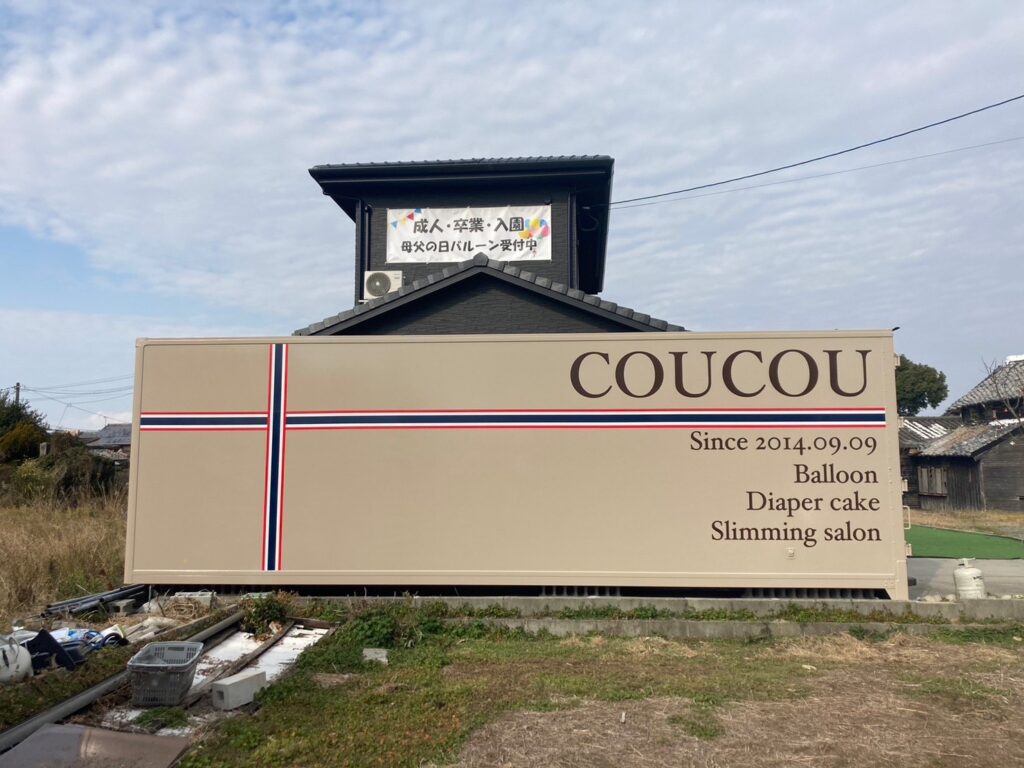 成人・卒業・入園
母父の日バルーン受付中
COUCOU
Since 2014.09.09
Balloon
Diaper cake
Slimming salon